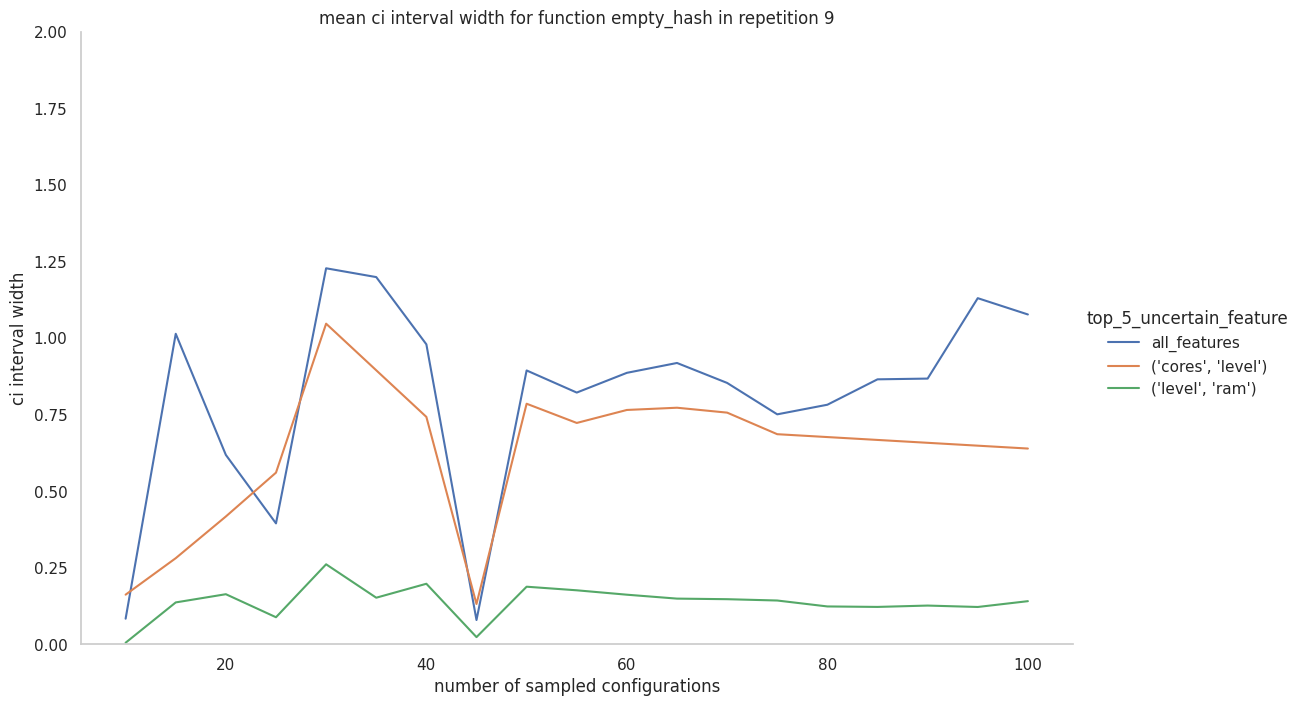 mean ci interval width for function empty_hash in repetition 9
2.00
1.75
1.50
1.25
1.00
0.75
0.50
0.25
0.00
ci interval width
20 40 60 80 100
number of sampled configurations
top_5_uncertain_feature
all_features
('cores', 'level')
('level', 'ram')